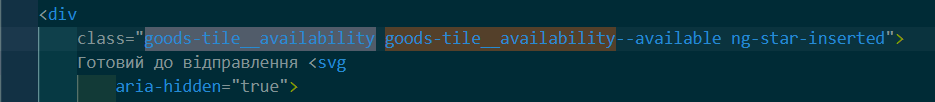 <div
class="goods-tile__availability goods-tile__availability--available ng-star-inserted">
Готовий до відправлення <svg
aria-hidden="true">